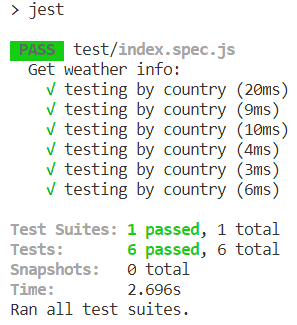 > jest
PASS test/index.spec.js
Get weather info:
√ testing by country (20ms)
√ testing by country (9ms)
√ testing by country (10ms)
√ testing by country (4ms)
√ testing by country (3ms)
√ testing by country (6ms)
Test Suites: 1 passed, 1 total
Tests: 6 passed, 6 total
Snapshots: 0 total
Time: 2.696s
Ran all test suites.